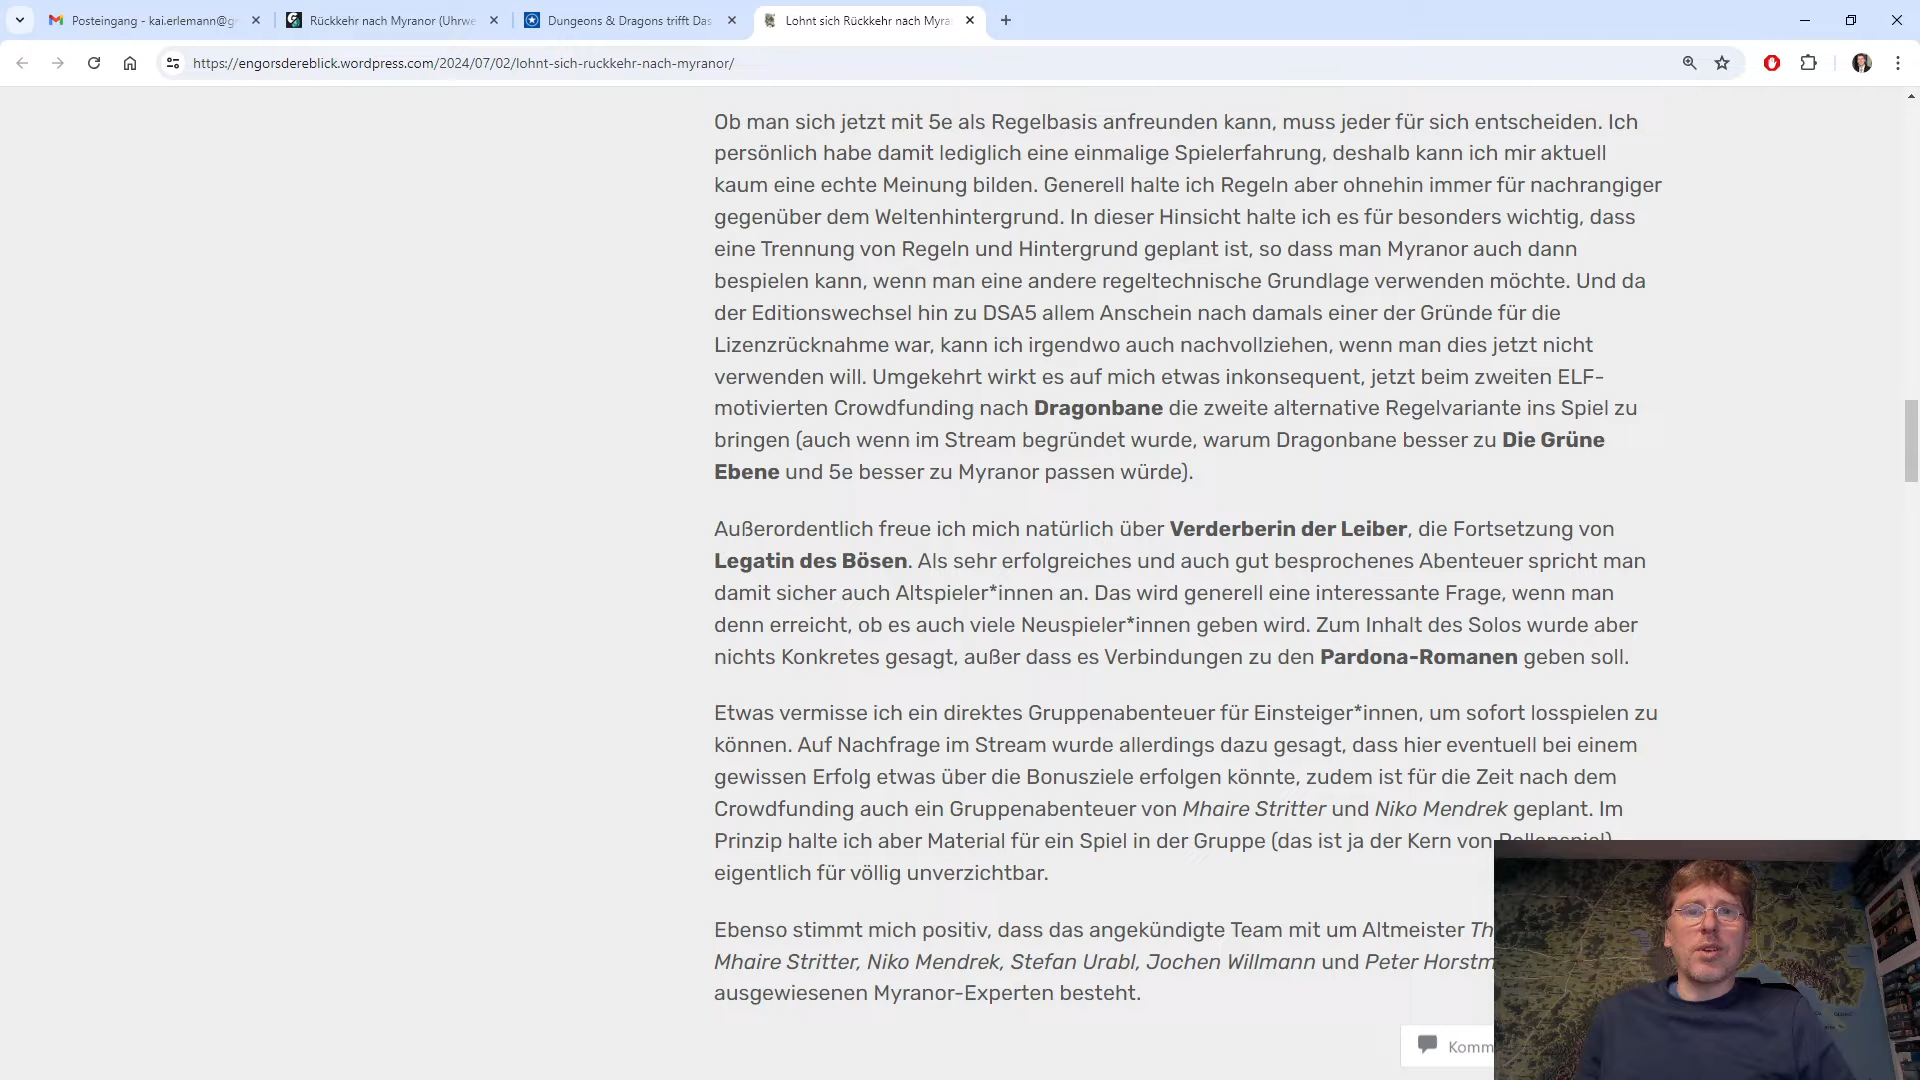 Posteingang - kai.erlemann@g
Rückkehr nach Myranor (Uhrwe
Dungeons & Dragons trifft Das
Lohnt sich Rückkehr nach Myra
https://engorsdereblick.wordpress.com/2024/07/02/lohnt-sich-ruckkehr-nach-myranor/
Ob man sich jetzt mit 5e als Regelbasis anfreunden kann, muss jeder für sich entscheiden. Ich
persönlich habe damit lediglich eine einmalige Spielerfahrung, deshalb kann ich mir aktuell
kaum eine echte Meinung bilden. Generell halte ich Regeln aber ohnehin immer für nachrangiger
gegenüber dem Weltenhintergrund. In dieser Hinsicht halte ich es für besonders wichtig, dass
eine Trennung von Regeln und Hintergrund geplant ist, so dass man Myranor auch dann
bespielen kann, wenn man eine andere regeltechnische Grundlage verwenden möchte. Und da
der Editionswechsel hin zu DSA5 allem Anschein nach damals einer der Gründe für die
Lizenzrücknahme war, kann ich irgendwo auch nachvollziehen, wenn man dies jetzt nicht
verwenden will. Umgekehrt wirkt es auf mich etwas inkonsequent, jetzt beim zweiten ELF-
motivierten Crowdfunding nach Dragonbane die zweite alternative Regelvariante ins Spiel zu
bringen (auch wenn im Stream begründet wurde, warum Dragonbane besser zu Die Grüne
Ebene und 5e besser zu Myranor passen würde).
Außerordentlich freue ich mich natürlich über Verderberin der Leiber, die Fortsetzung von
Legatin des Bösen. Als sehr erfolgreiches und auch gut besprochenes Abenteuer spricht man
damit sicher auch Altspieler*innen an. Das wird generell eine interessante Frage, wenn man
denn erreicht, ob es auch viele Neuspieler*innen geben wird. Zum Inhalt des Solos wurde aber
nichts Konkretes gesagt, außer dass es Verbindungen zu den Pardona-Romanen geben soll.
Etwas vermisse ich ein direktes Gruppenabenteuer für Einsteiger*innen, um sofort losspielen zu
können. Auf Nachfrage im Stream wurde allerdings dazu gesagt, dass hier eventuell bei einem
gewissen Erfolg etwas über die Bonusziele erfolgen könnte, zudem ist für die Zeit nach dem
Crowdfunding auch ein Gruppenabenteuer von Mhaire Stritter und Niko Mendrek geplant. Im
Prinzip halte ich aber Material für ein Spiel in der Gruppe (das ist ja der Kern von Rollenspiel)
eigentlich für völlig unverzichtbar.
Ebenso stimmt mich positiv, dass das angekündigte Team mit um Altmeister Th
Mhaire Stritter, Niko Mendrek, Stefan Urabl, Jochen Willmann und Peter Horstm
ausgewiesenen Myranor-Experten besteht.
Komm